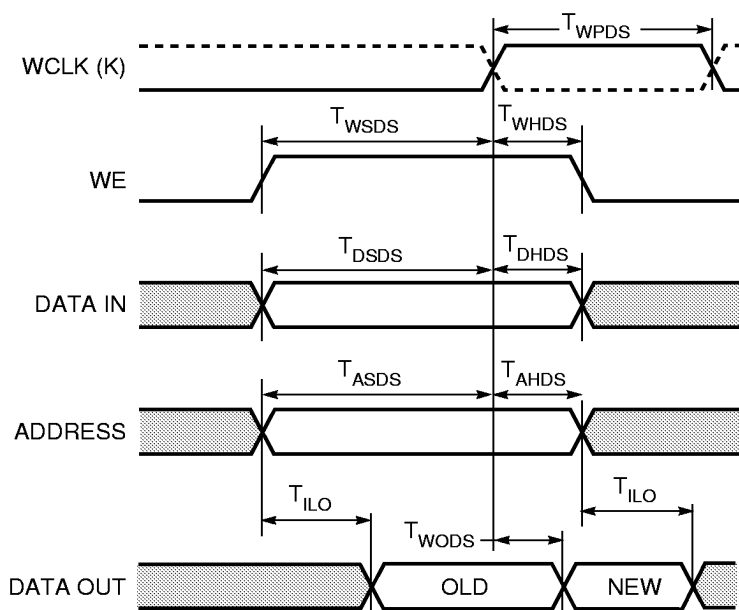 T_WPDS
WCLK (K)
T_WSDS T_WHDS
WE
T_DSDS T_DHDS
DATA IN
T_ASDS T_AHDS
ADDRESS
T_ILO T_ILO
T_WODS
DATA OUT OLD NEW